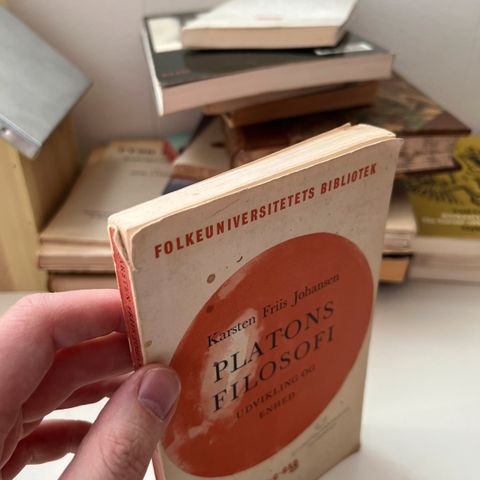 FOLKEUNIVERSITETETS BIBLIOTEK
Karsten Friis Johansen
PLATONS
FILOSOFI
UDVIKLING OG
ENHED